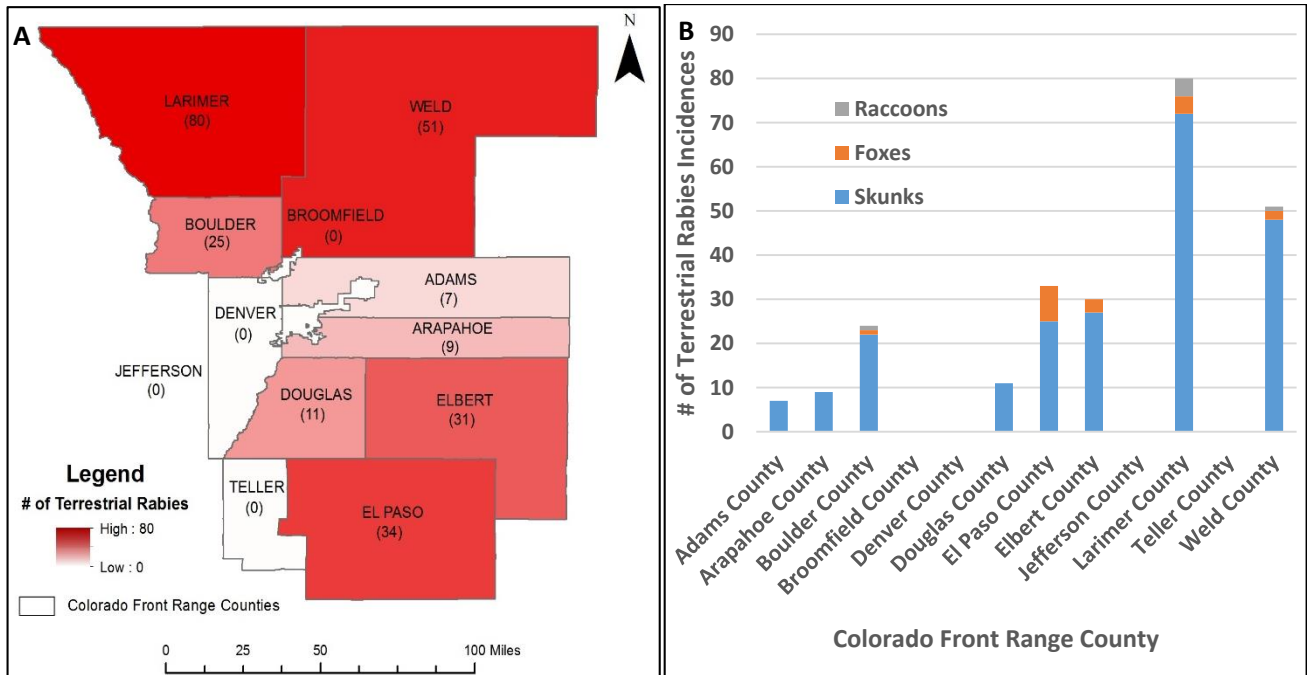 A
N
LARIMER
(80)
WELD
(51)
BOULDER
(25)
BROOMFIELD
(0)
ADAMS
(7)
DENVER
(0)
ARAPAHOE
(9)
JEFFERSON
(0)
DOUGLAS
(11)
ELBERT
(31)
TELLER
(0)
EL PASO
(34)
Legend
# of Terrestrial Rabies
High : 80
Low : 0
Colorado Front Range Counties
0 25 50 100 Miles
B
# of Terrestrial Rabies Incidences
90
80
70
60
50
40
30
20
10
0
Raccoons
Foxes
Skunks
Adams County
Arapahoe County
Boulder County
Broomfield County
Denver County
Douglas County
El Paso County
Elbert County
Jefferson County
Larimer County
Teller County
Weld County
Colorado Front Range County